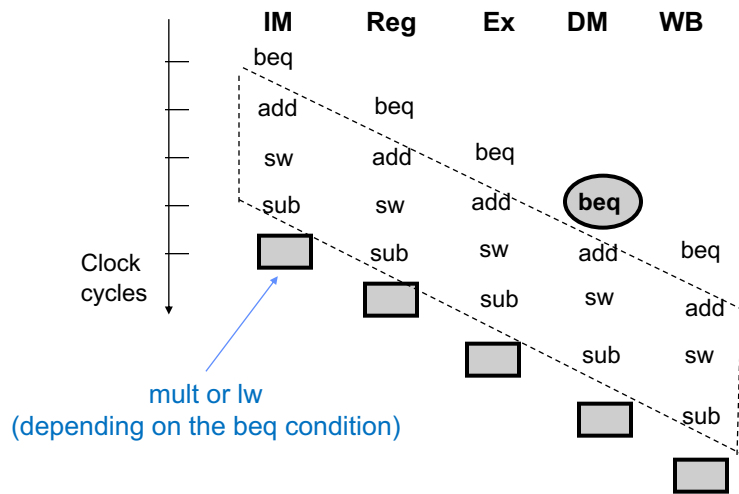 IM Reg Ex DM WB
beq
add beq
sw add beq
sub sw add beq
sub sw add beq
Clock
cycles
sub sw add
sub sw
sub
mult or lw
(depending on the beq condition)